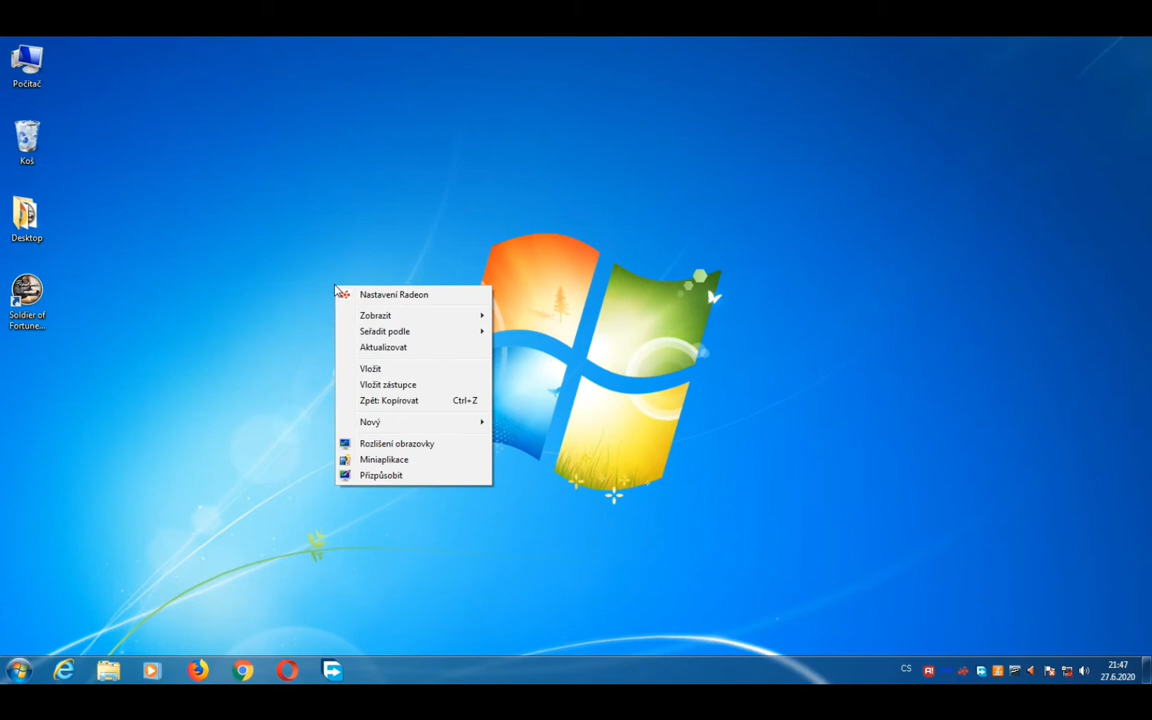 Počítač
Koš
Desktop
Soldier of
Fortune...
Nastavení Radeon
Zobrazit
Seřadit podle
Aktualizovat
Vložit
Vložit zástupce
Zpět: Kopírovat Ctrl+Z
Nový
Rozlišení obrazovky
Miniaplikace
Přizpůsobit
CS
21:47
27.6.2020